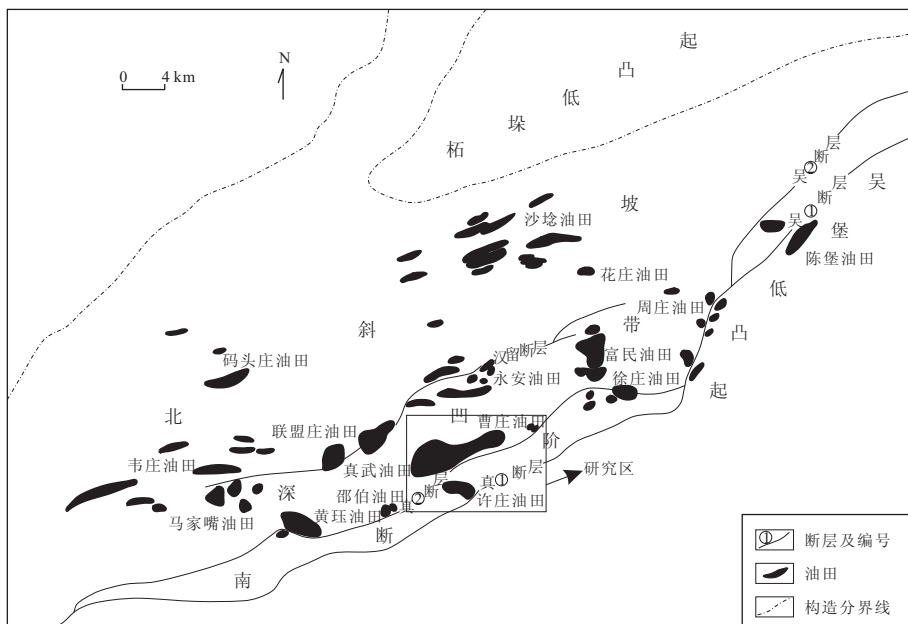 0 4 km
N
柘垛低凸起
吴②断层
吴①断层
吴堡低凸起
陈堡油田
沙埝油田
花庄油田
周庄油田
北斜坡
码头庄油田
汉留断层
永安油田
富民油田
徐庄油田
曹庄油田
联盟庄油田
真武油田
韦庄油田
马家嘴油田
邵伯油田
黄珏油田
真②断层
真①断层
许庄油田
研究区
深凹带
南断阶
① 断层及编号
油田
构造分界线